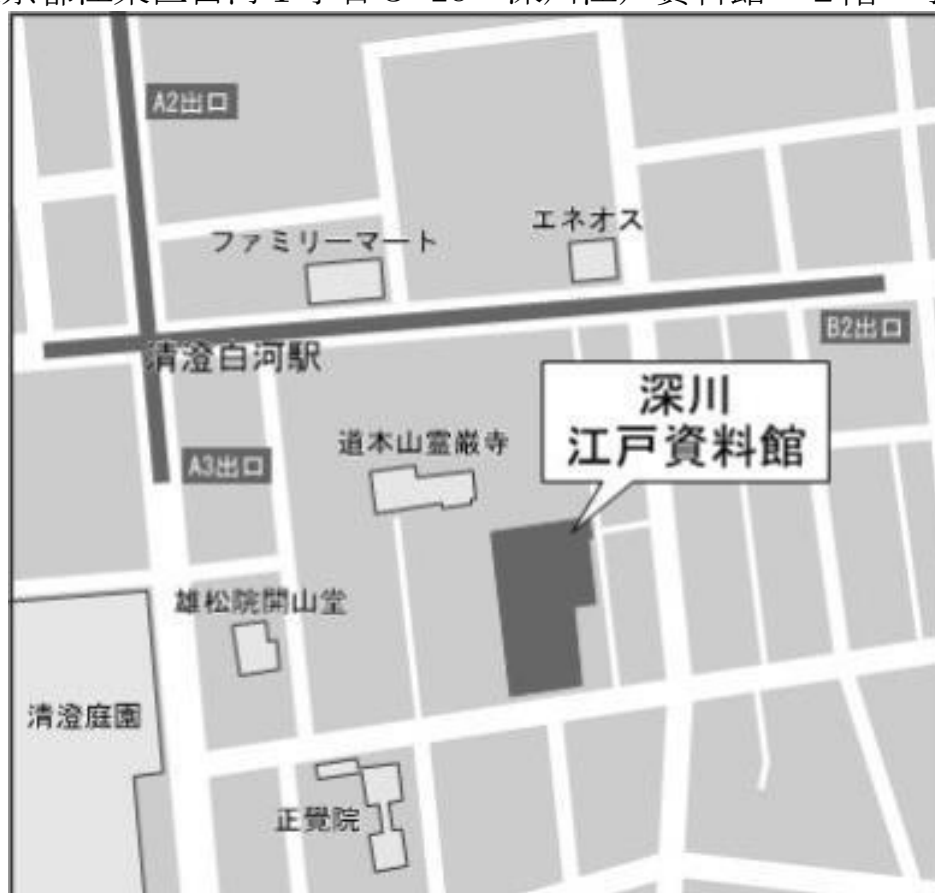 A2出口
エネオス
ファミリーマート
B2出口
清澄白河駅
深川
江戸資料館
道本山霊巌寺
A3出口
雄松院開山堂
清澄庭園
正覺院